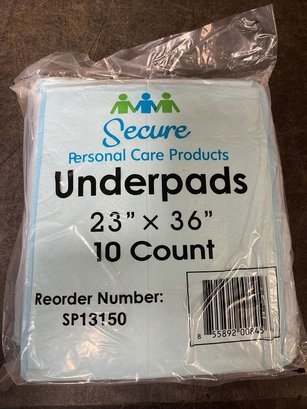 Secure
Personal Care Products
Underpads
23” × 36”
10 Count
Reorder Number:
SP13150